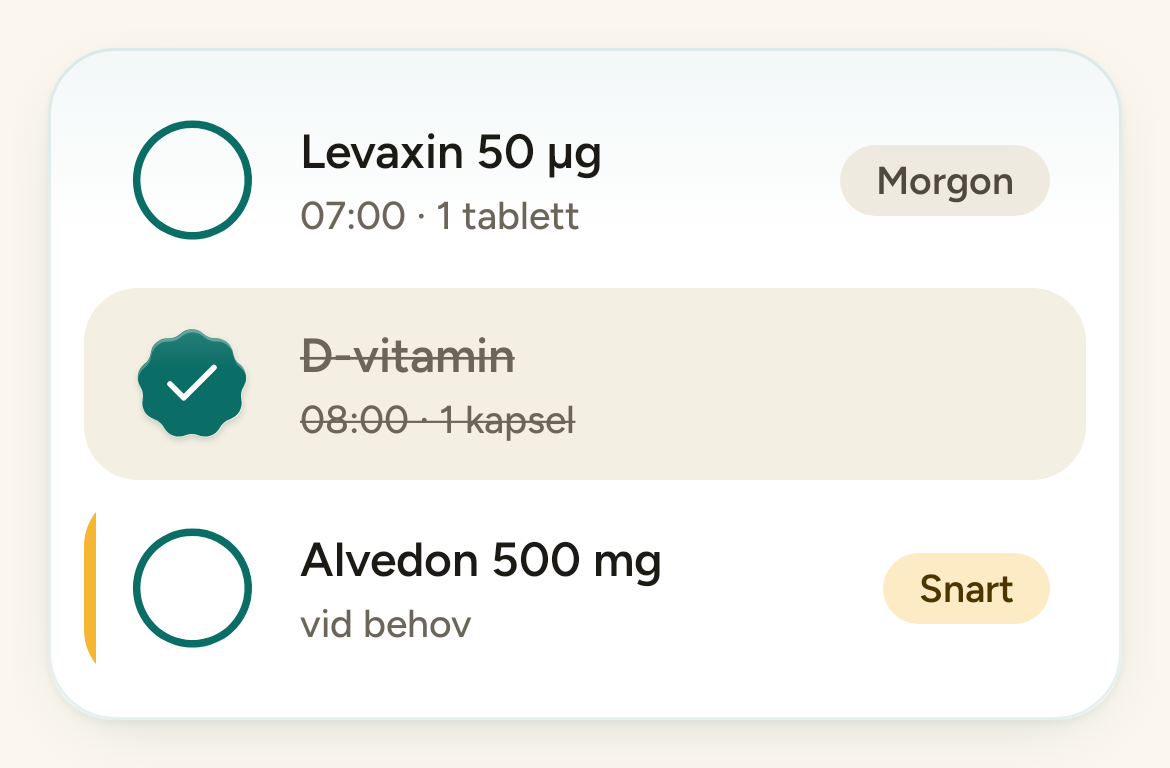 Levaxin 50 µg
07:00 · 1 tablett
Morgon
D-vitamin
08:00 · 1 kapsel
Alvedon 500 mg
vid behov
Snart